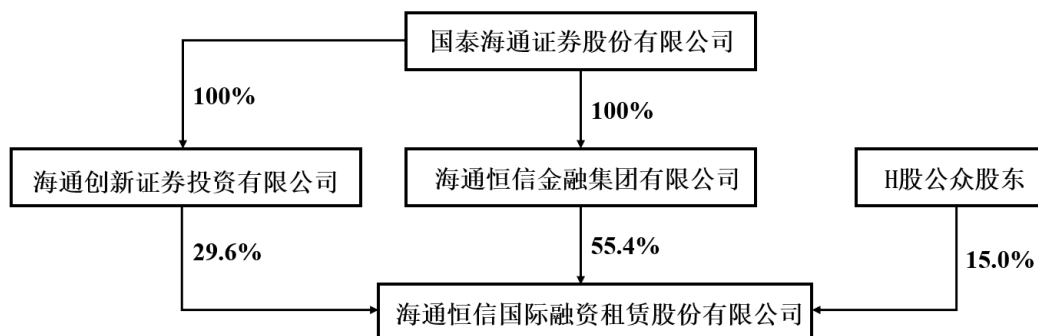 国泰海通证券股份有限公司
100%
100%
海通创新证券投资有限公司
海通恒信金融集团有限公司
H股公众股东
29.6%
55.4%
15.0%
海通恒信国际融资租赁股份有限公司